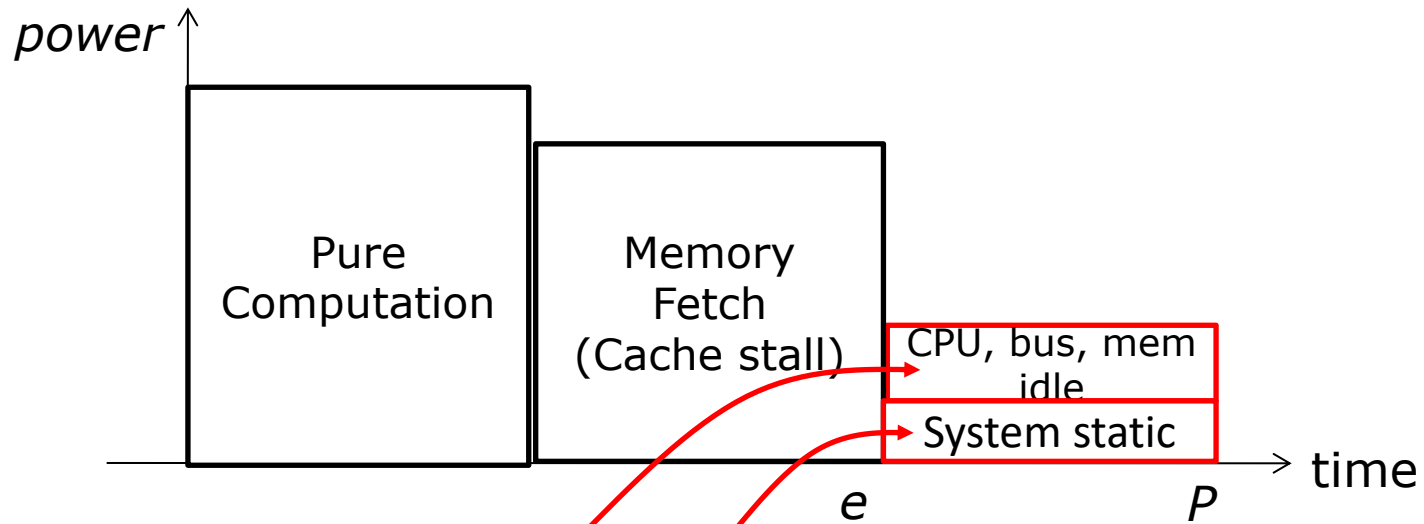 power
Pure
Computation
Memory
Fetch
(Cache stall)
CPU, bus, mem
idle
System static
time
e
P